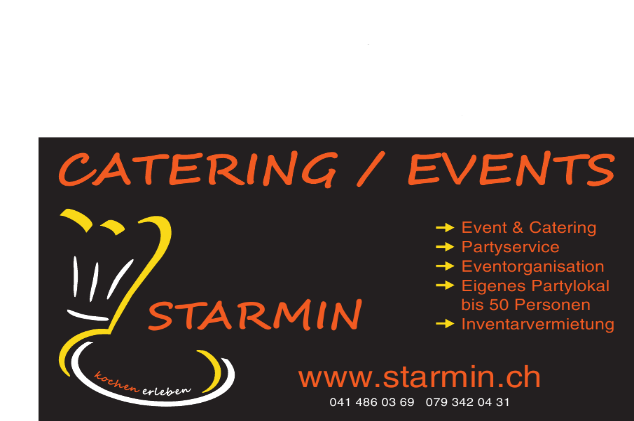 CATERING / EVENTS
Event & Catering
Partyservice
Eventorganisation
Eigenes Partylokal
bis 50 Personen
Inventarvermietung
STARMIN
kochen erleben
www.starmin.ch
041 486 03 69 079 342 04 31